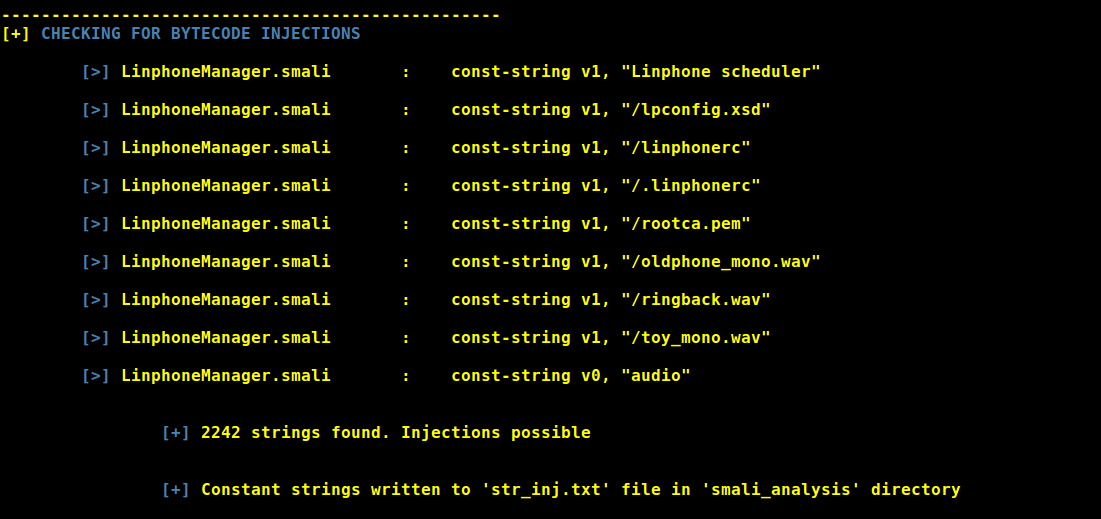 --------------------------------------------------
[+] CHECKING FOR BYTECODE INJECTIONS
[>] LinphoneManager.smali : const-string v1, "Linphone scheduler"
[>] LinphoneManager.smali : const-string v1, "/lpconfig.xsd"
[>] LinphoneManager.smali : const-string v1, "/linphonerc"
[>] LinphoneManager.smali : const-string v1, "/.linphonerc"
[>] LinphoneManager.smali : const-string v1, "/rootca.pem"
[>] LinphoneManager.smali : const-string v1, "/oldphone_mono.wav"
[>] LinphoneManager.smali : const-string v1, "/ringback.wav"
[>] LinphoneManager.smali : const-string v1, "/toy_mono.wav"
[>] LinphoneManager.smali : const-string v0, "audio"
[+] 2242 strings found. Injections possible
[+] Constant strings written to 'str_inj.txt' file in 'smali_analysis' directory